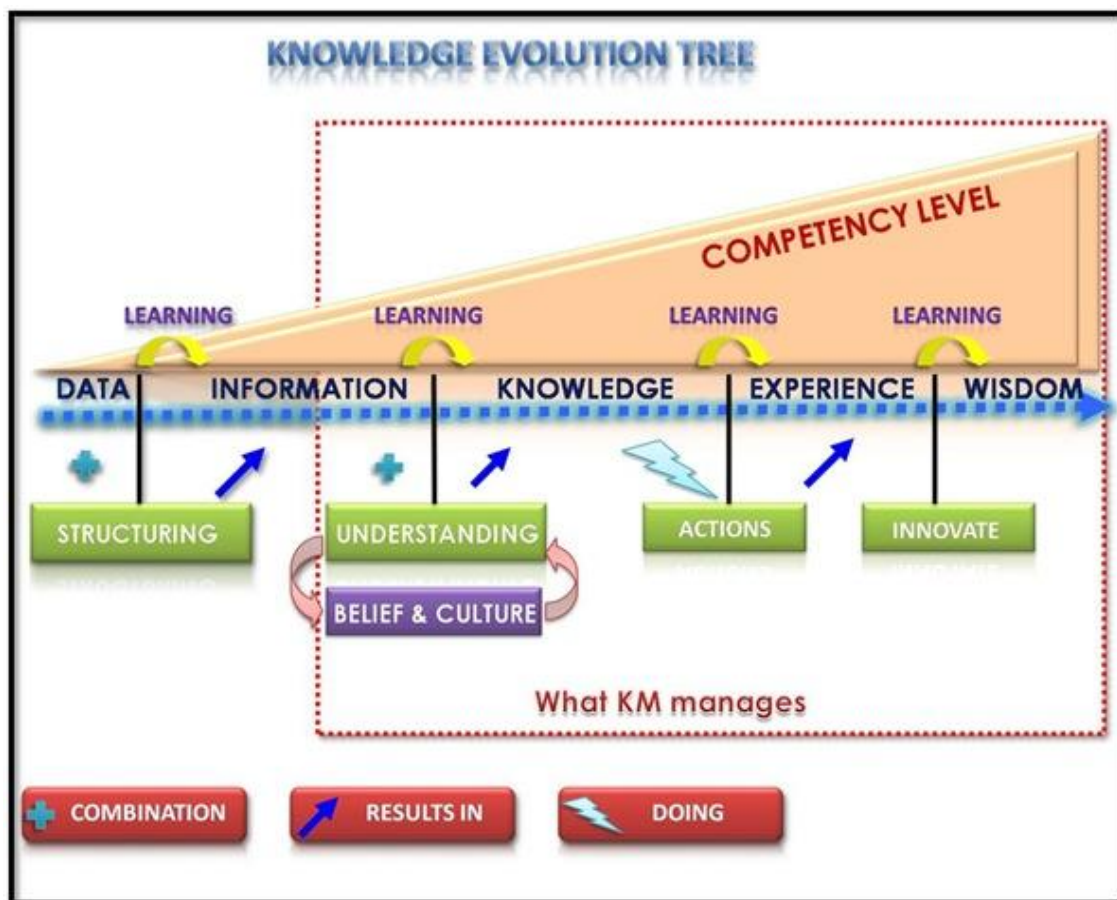 KNOWLEDGE EVOLUTION TREE
COMPETENCY LEVEL
LEARNING LEARNING LEARNING LEARNING
DATA INFORMATION KNOWLEDGE EXPERIENCE WISDOM
STRUCTURING UNDERSTANDING ACTIONS INNOVATE
BELIEF & CULTURE
What KM manages
COMBINATION RESULTS IN DOING